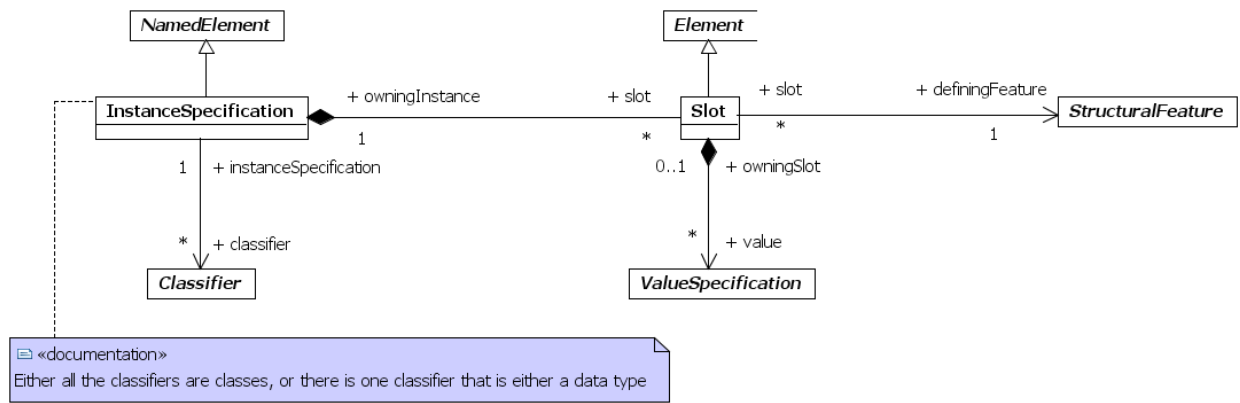 NamedElement
Element
InstanceSpecification
+ owningInstance
+ slot
1
*
Slot
+ slot
+ definingFeature
*
1
StructuralFeature
1
+ instanceSpecification
0..1
+ owningSlot
*
+ classifier
*
+ value
Classifier
ValueSpecification
«documentation»
Either all the classifiers are classes, or there is one classifier that is either a data type